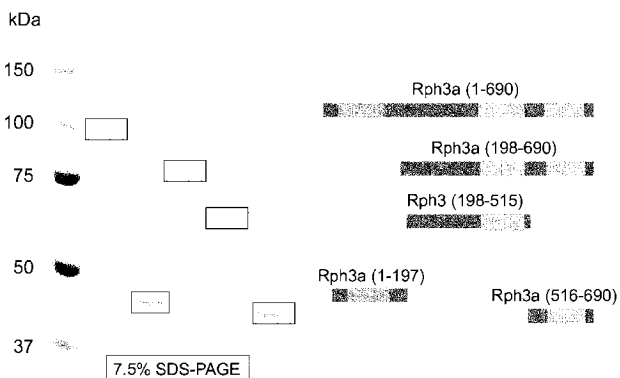 kDa
150
Rph3a (1-690)
100
Rph3a (198-690)
75
Rph3 (198-515)
50
Rph3a (1-197)
Rph3a (516-690)
37
7.5% SDS-PAGE